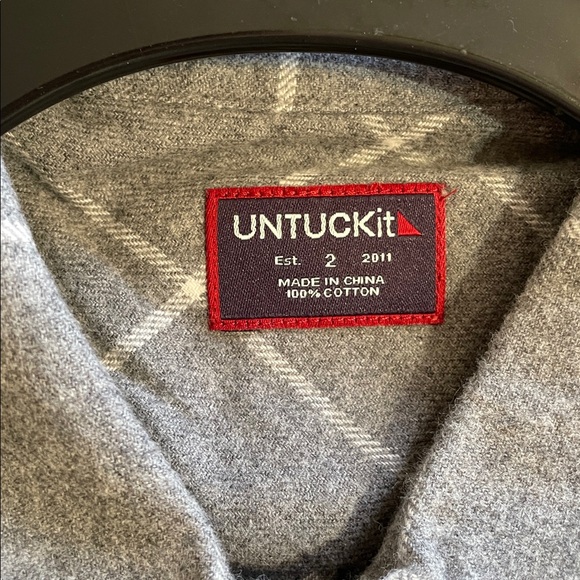 UNTUCKit
Est. 2 2011
MADE IN CHINA
100% COTTON